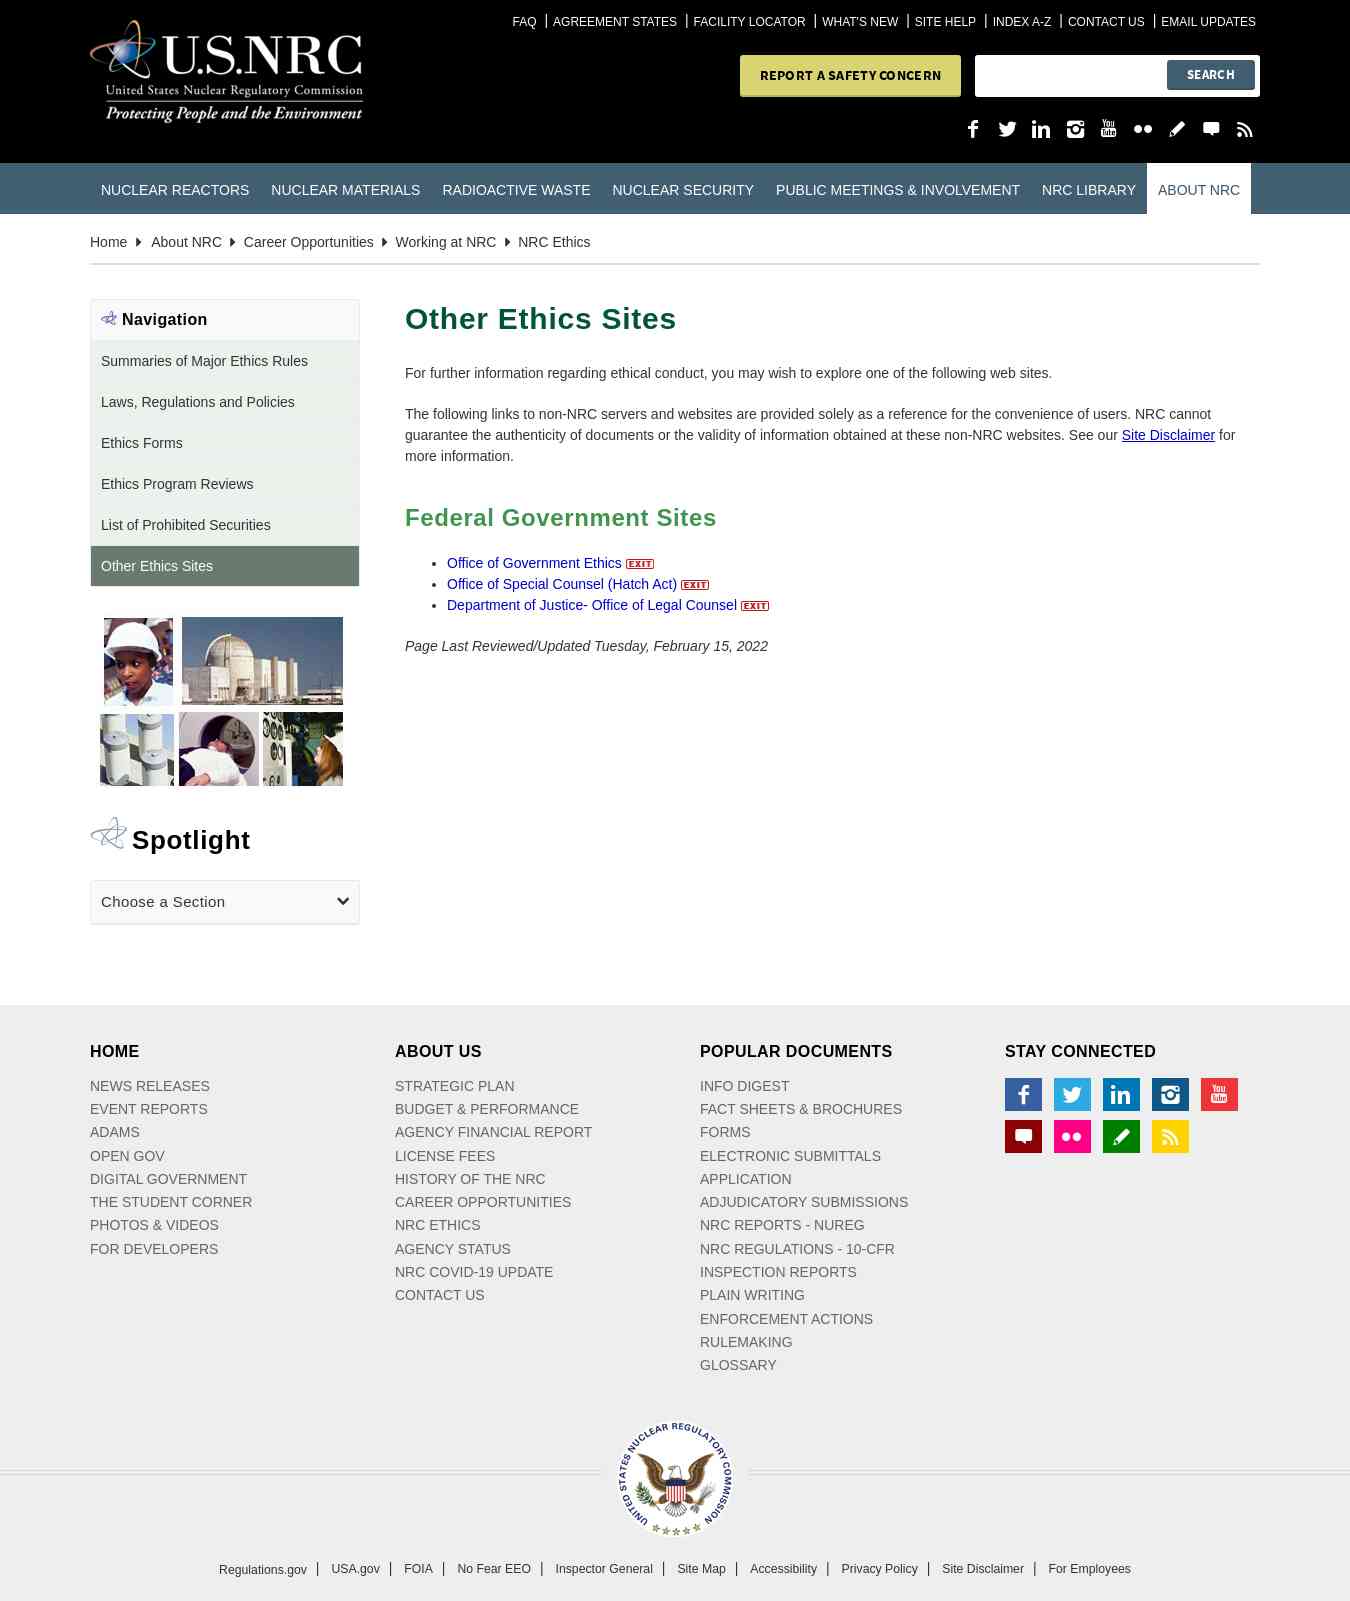 FAQ | AGREEMENT STATES | FACILITY LOCATOR | WHAT'S NEW | SITE HELP | INDEX A-Z | CONTACT US | EMAIL UPDATES
U.S.NRC
United States Nuclear Regulatory Commission
Protecting People and the Environment
REPORT A SAFETY CONCERN
SEARCH
NUCLEAR REACTORS NUCLEAR MATERIALS RADIOACTIVE WASTE NUCLEAR SECURITY PUBLIC MEETINGS & INVOLVEMENT NRC LIBRARY ABOUT NRC
Home About NRC Career Opportunities Working at NRC NRC Ethics
Navigation
Summaries of Major Ethics Rules
Laws, Regulations and Policies
Ethics Forms
Ethics Program Reviews
List of Prohibited Securities
Other Ethics Sites
Spotlight
Choose a Section
Other Ethics Sites
For further information regarding ethical conduct, you may wish to explore one of the following web sites.
The following links to non-NRC servers and websites are provided solely as a reference for the convenience of users. NRC cannot
guarantee the authenticity of documents or the validity of information obtained at these non-NRC websites. See our Site Disclaimer for
more information.
Federal Government Sites
• Office of Government Ethics EXIT
• Office of Special Counsel (Hatch Act) EXIT
• Department of Justice- Office of Legal Counsel EXIT
Page Last Reviewed/Updated Tuesday, February 15, 2022
HOME
NEWS RELEASES
EVENT REPORTS
ADAMS
OPEN GOV
DIGITAL GOVERNMENT
THE STUDENT CORNER
PHOTOS & VIDEOS
FOR DEVELOPERS
ABOUT US
STRATEGIC PLAN
BUDGET & PERFORMANCE
AGENCY FINANCIAL REPORT
LICENSE FEES
HISTORY OF THE NRC
CAREER OPPORTUNITIES
NRC ETHICS
AGENCY STATUS
NRC COVID-19 UPDATE
CONTACT US
POPULAR DOCUMENTS
INFO DIGEST
FACT SHEETS & BROCHURES
FORMS
ELECTRONIC SUBMITTALS
APPLICATION
ADJUDICATORY SUBMISSIONS
NRC REPORTS - NUREG
NRC REGULATIONS - 10-CFR
INSPECTION REPORTS
PLAIN WRITING
ENFORCEMENT ACTIONS
RULEMAKING
GLOSSARY
STAY CONNECTED
You Tube
UNITED STATES NUCLEAR REGULATORY COMMISSION
Regulations.gov | USA.gov | FOIA | No Fear EEO | Inspector General | Site Map | Accessibility | Privacy Policy | Site Disclaimer | For Employees